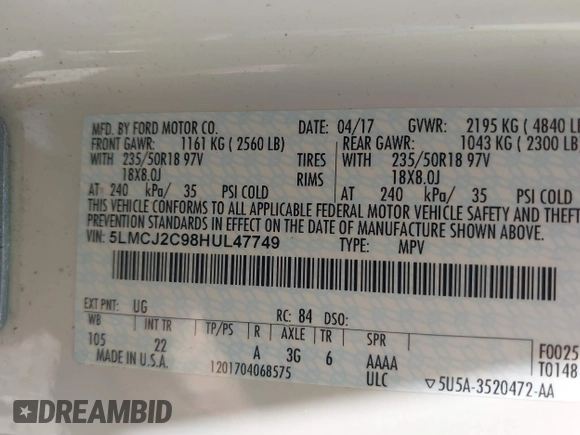 MFD. BY FORD MOTOR CO.
DATE: 04/17 GVWR: 2195 KG ( 4840 LB
FRONT GAWR: 1161 KG ( 2560 LB) REAR GAWR: 1043 KG ( 2300 LB
WITH 235/50R18 97V TIRES WITH 235/50R18 97V
18X8.0J RIMS 18X8.0J
AT 240 kPa/ 35 PSI COLD AT 240 kPa/ 35 PSI COLD
THIS VEHICLE CONFORMS TO ALL APPLICABLE FEDERAL MOTOR VEHICLE SAFETY AND THEFT
PREVENTION STANDARDS IN EFFECT ON THE DATE OF MANUFACTURE SHOWN ABOVE.
VIN: 5LMCJ2C98HUL47749 TYPE: MPV
EXT PNT: UG RC: 84 DSO:
WB INT TR TP/PS R AXLE TR SPR
105 22 A 3G 6 AAAA F0025
MADE IN U.S.A. 1201704068575 ULC T0148
▽5U5A-3520472-AA
DREAMBID